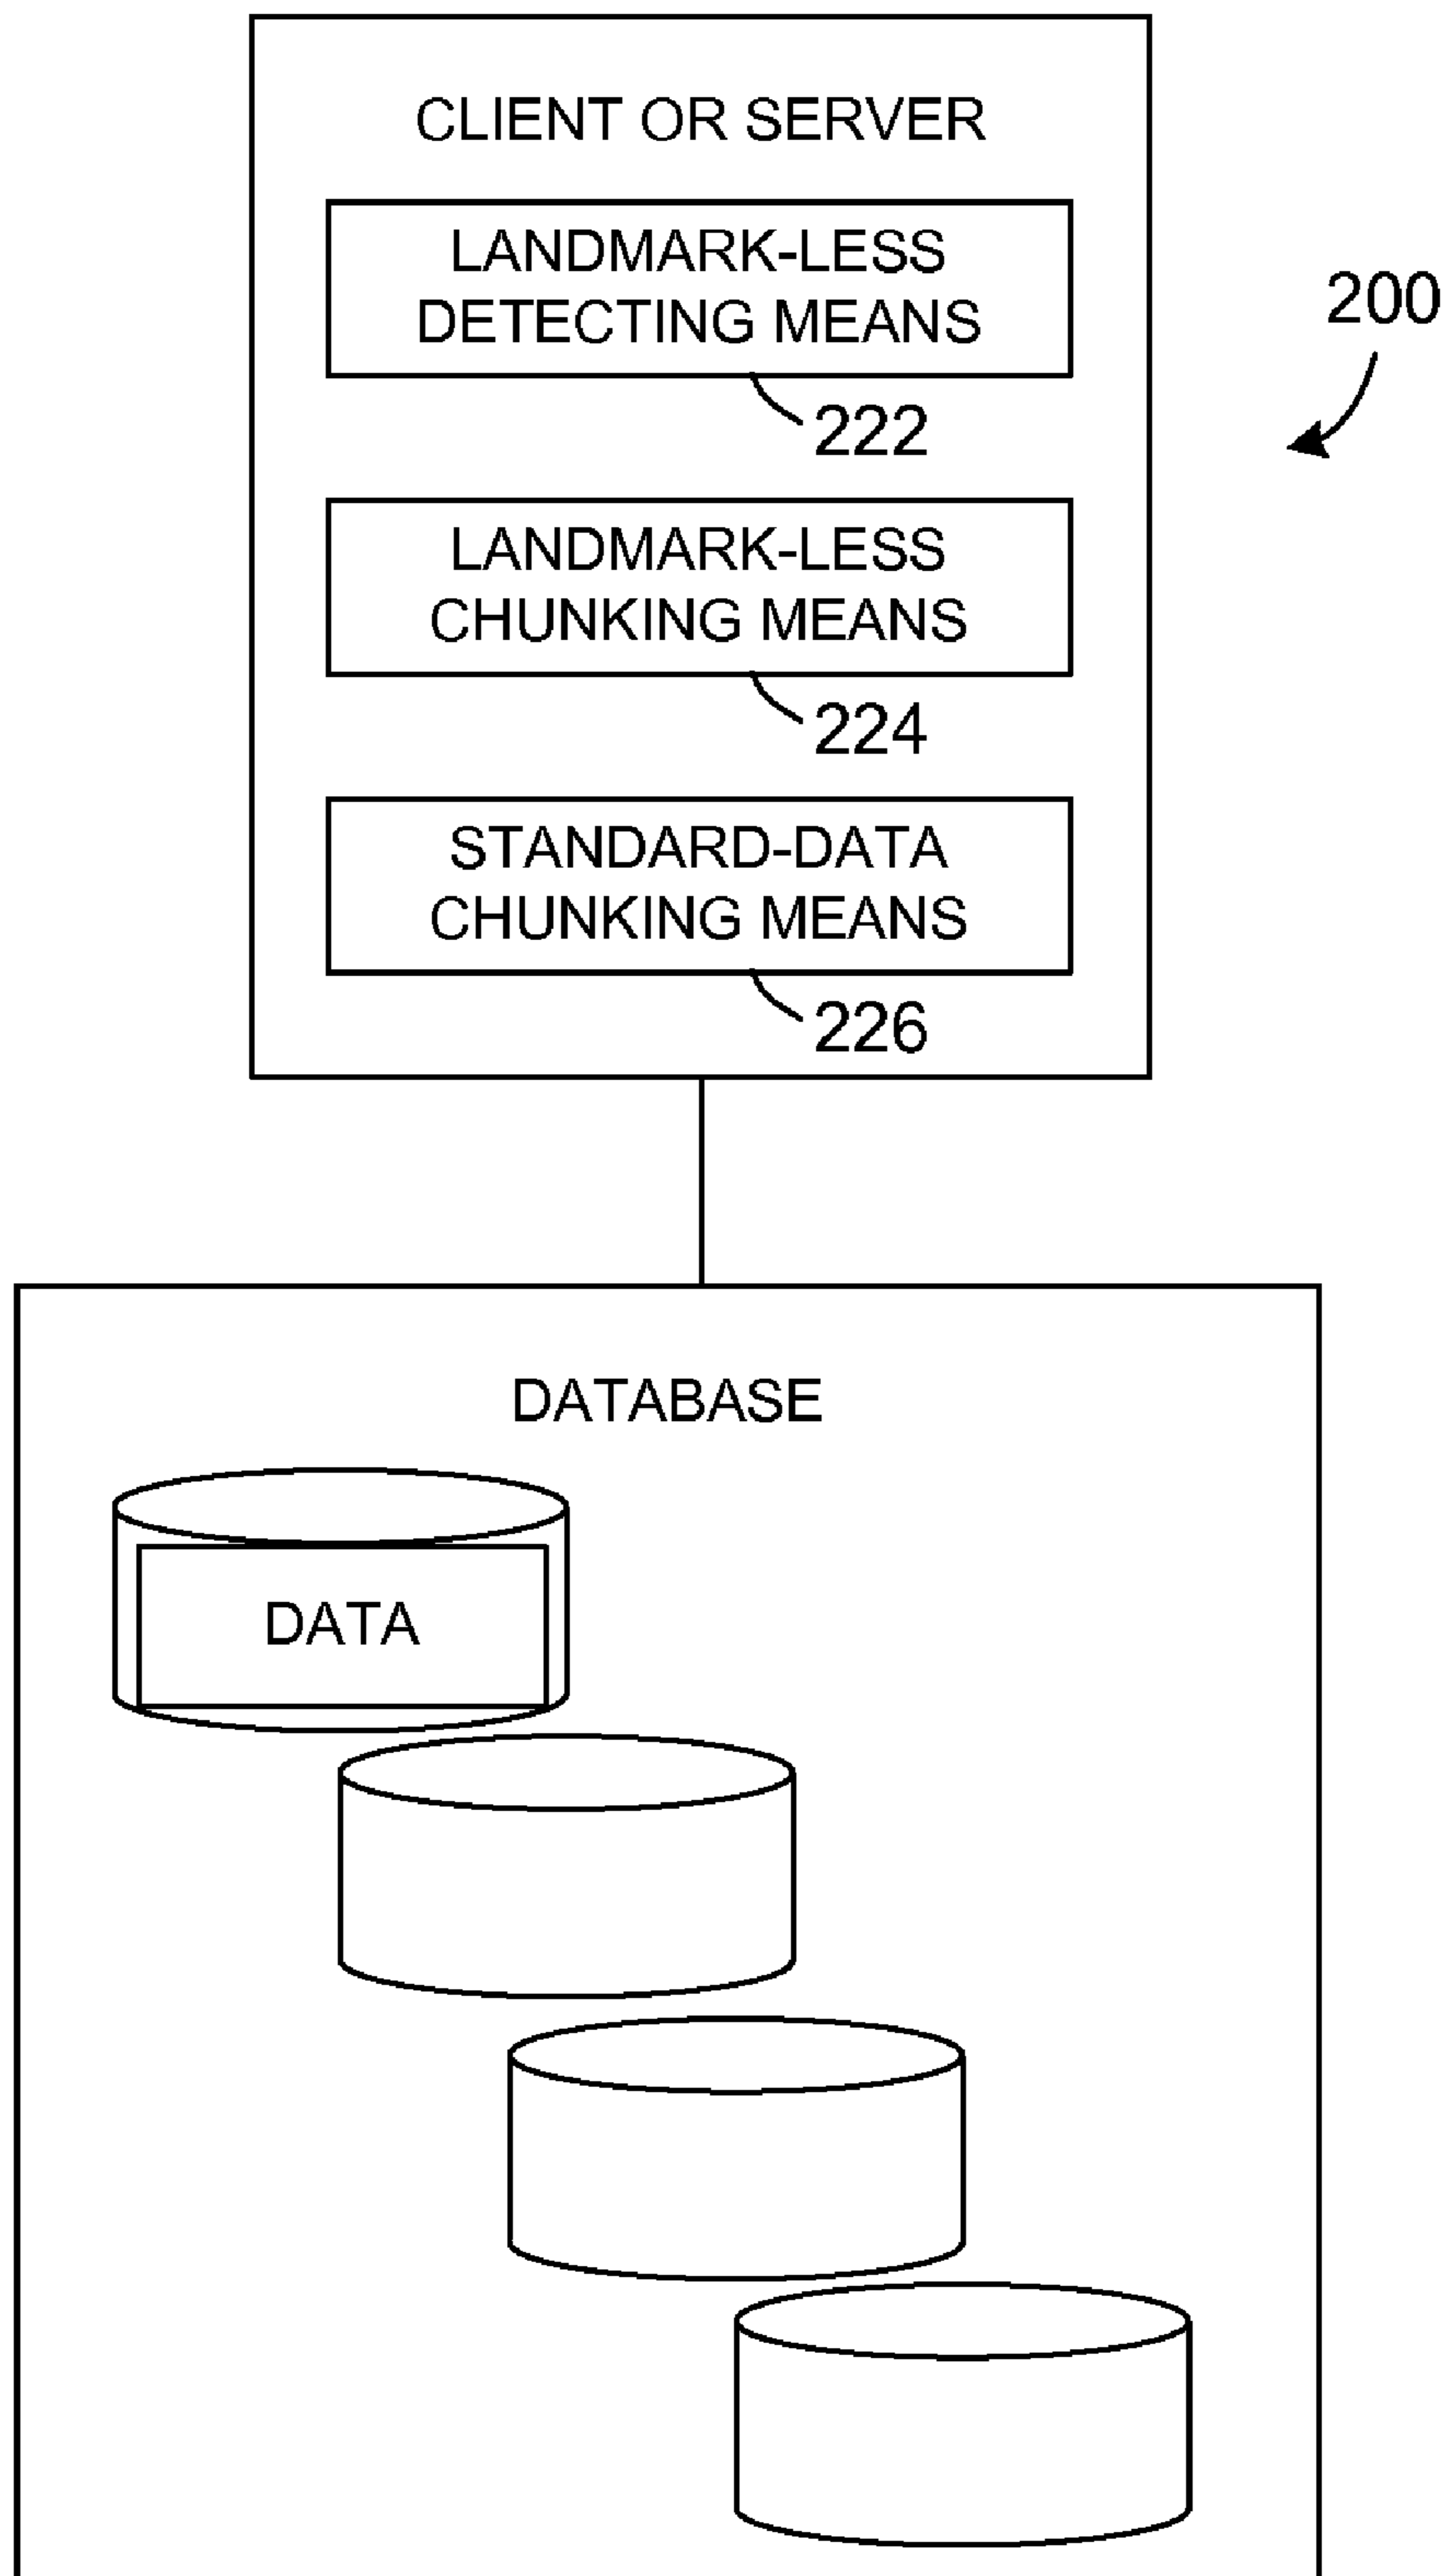 CLIENT OR SERVER
LANDMARK-LESS
DETECTING MEANS
200
222
LANDMARK-LESS
CHUNKING MEANS
224
STANDARD-DATA
CHUNKING MEANS
226
DATABASE
DATA